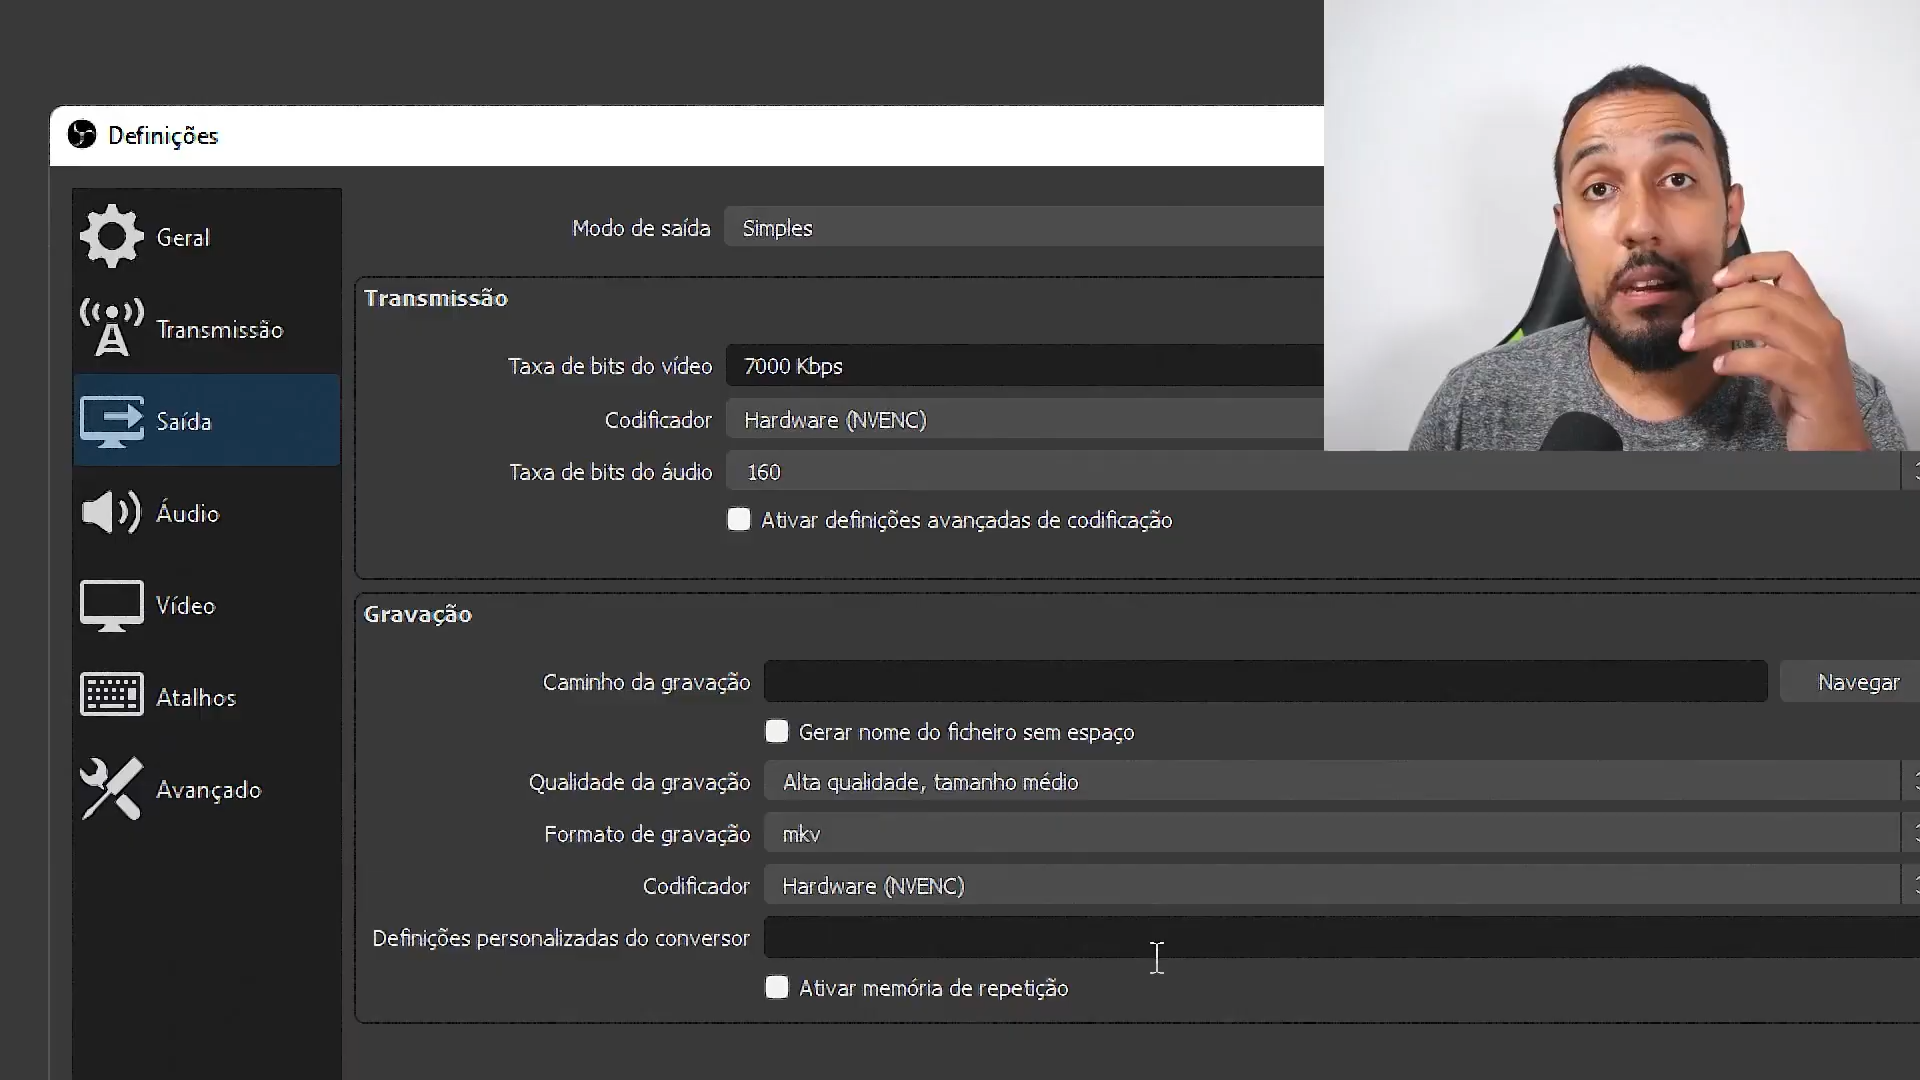 Definições
Geral
Transmissão
Saída
Áudio
Vídeo
Atalhos
Avançado
Modo de saída Simples
Transmissão
Taxa de bits do vídeo 7000 Kbps
Codificador Hardware (NVENC)
Taxa de bits do áudio 160
Ativar definições avançadas de codificação
Gravação
Caminho da gravação Navegar
Gerar nome do ficheiro sem espaço
Qualidade da gravação Alta qualidade, tamanho médio
Formato de gravação mkv
Codificador Hardware (NVENC)
Definições personalizadas do conversor
Ativar memória de repetição